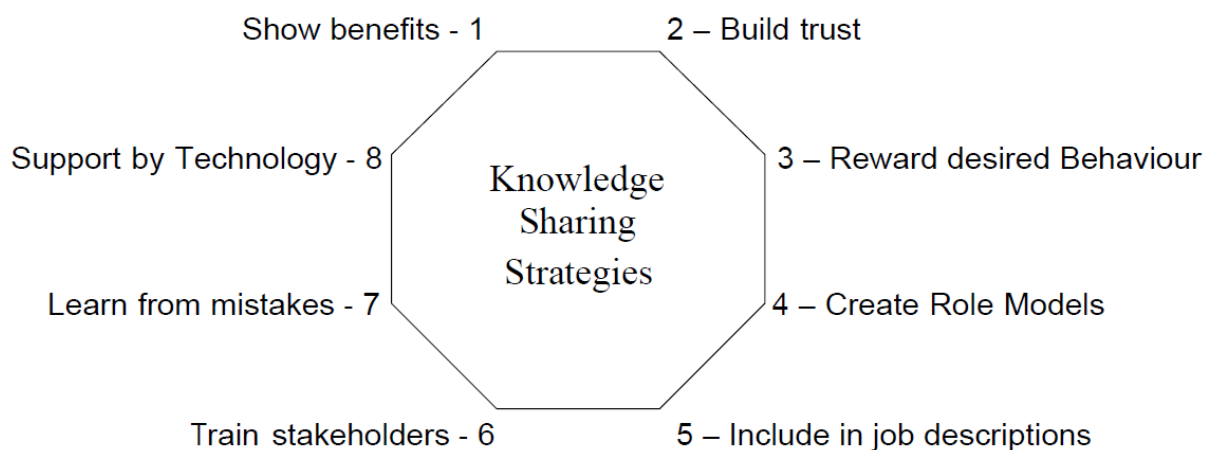 Show benefits - 1
2 – Build trust
Support by Technology - 8
3 – Reward desired Behaviour
Knowledge
Sharing
Strategies
Learn from mistakes - 7
4 – Create Role Models
Train stakeholders - 6
5 – Include in job descriptions